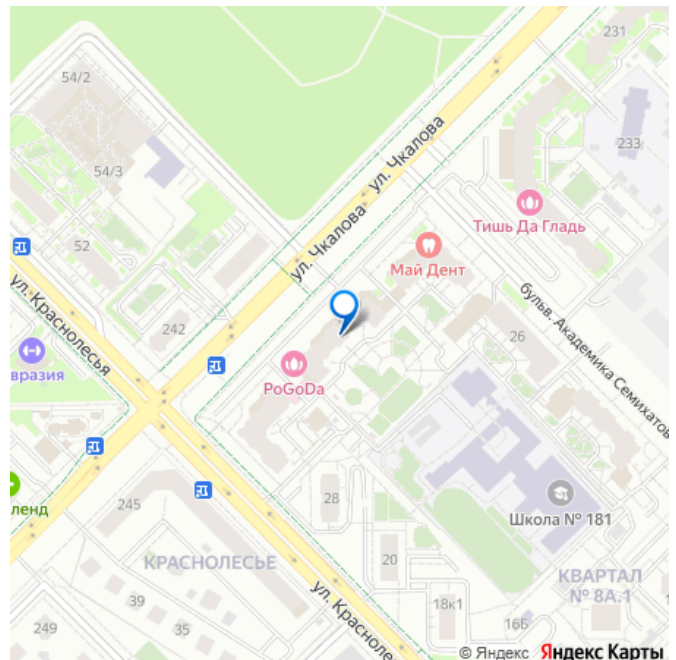 231
54/2
233
ул. Чкалова
54/3
Тишь Да Гладь
ул. Чкалова
52
Май Дент
ул. Краснолесья
бульв. Академика Семихатов
242
26
вразия
PoGoDa
245
28
ленд
Школа № 181
КРАСНОЛЕСЬЕ
20
КВАРТАЛ
№ 8А.1
39
18к1
249
35
16Б
ул. Краснолe
© Яндекс Яндекс Карты